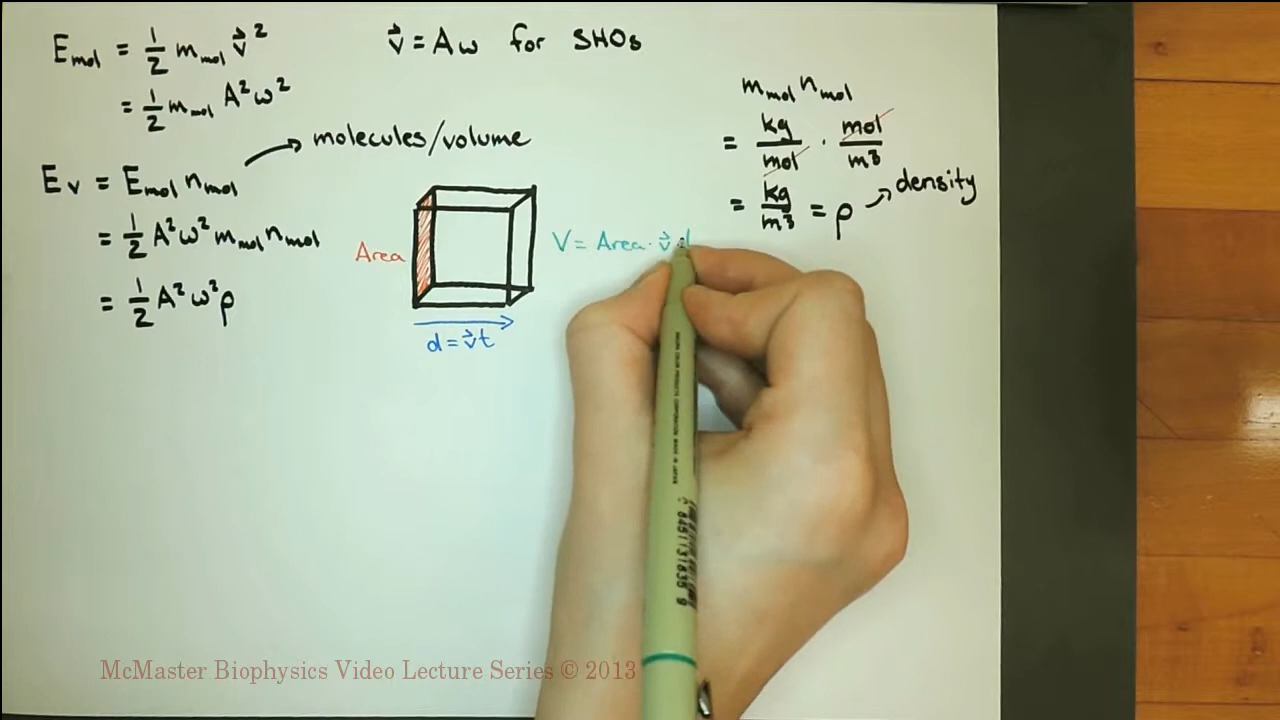 E_mol = 1/2 m_mol v⃗²
= 1/2 m_mol A²ω²
v⃗ = Aω for SHOs
m_mol n_mol
= kg/mol · mol/m³
= kg/m³ = ρ → density
→ molecules/volume
E_v = E_mol n_mol
= 1/2 A²ω² m_mol n_mol
= 1/2 A²ω²ρ
Area
d = v⃗t
V = Area · v⃗
McMaster Biophysics Video Lecture Series © 2013